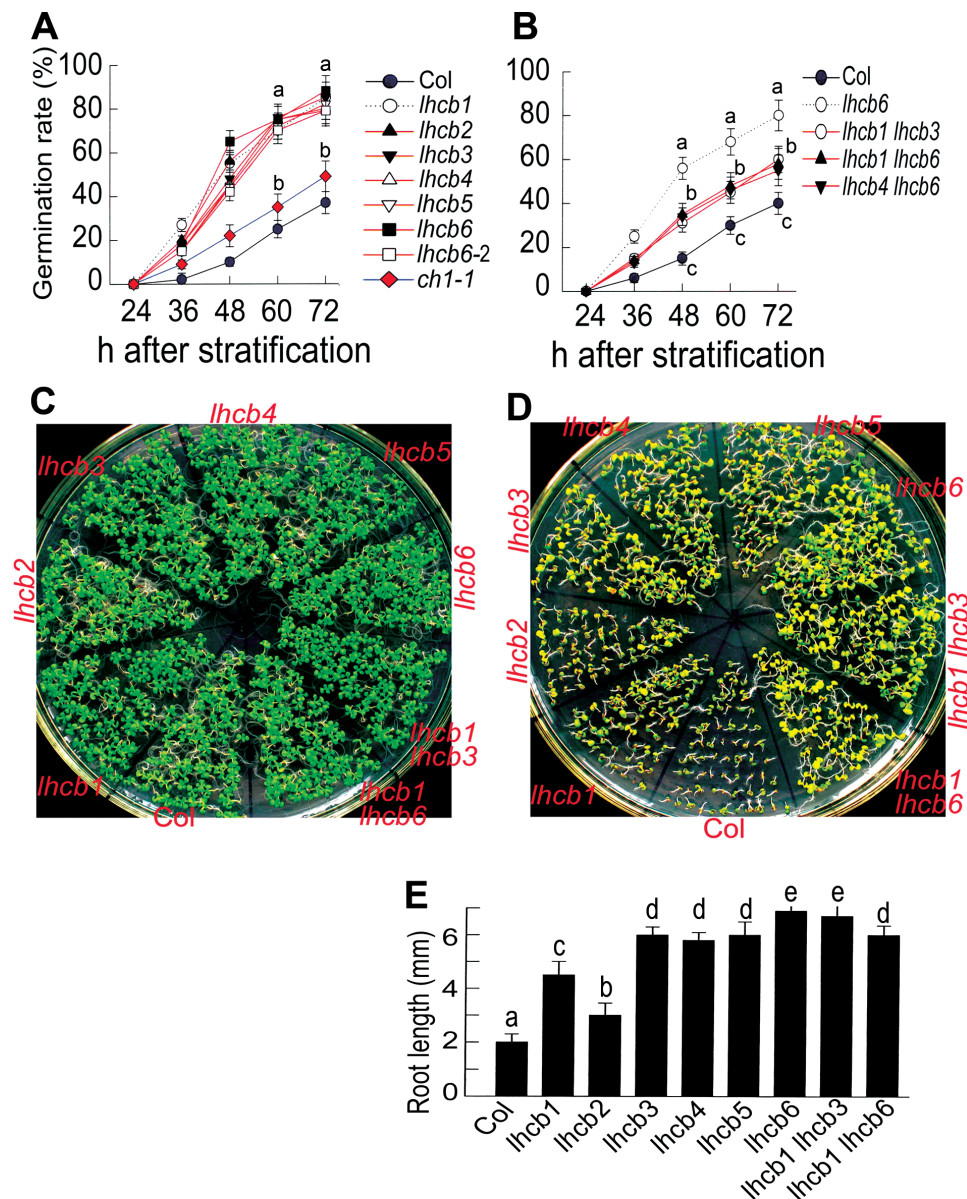 A
Germination rate (%)
100
80
60
40
20
0
24 36 48 60 72
h after stratification
a
a
b
b
Col
lhcb1
lhcb2
lhcb3
lhcb4
lhcb5
lhcb6
lhcb6-2
ch1-1
B
100
80
60
40
20
0
24 36 48 60 72
h after stratification
a
a
a
b
b
b
c
c
c
Col
lhcb6
lhcb1 lhcb3
lhcb1 lhcb6
lhcb4 lhcb6
C
lhcb4
lhcb3
lhcb5
lhcb2
lhcb6
lhcb1
lhcb3
lhcb1
lhcb1
lhcb6
Col
D
lhcb4
lhcb5
lhcb3
lhcb6
lhcb2
lhcb1 lhcb3
lhcb1
lhcb1
lhcb6
Col
E
Root length (mm)
6
4
2
0
a
c
b
d
d
d
e
e
d
Col
lhcb1
lhcb2
lhcb3
lhcb4
lhcb5
lhcb6
lhcb1 lhcb3
lhcb1 lhcb6